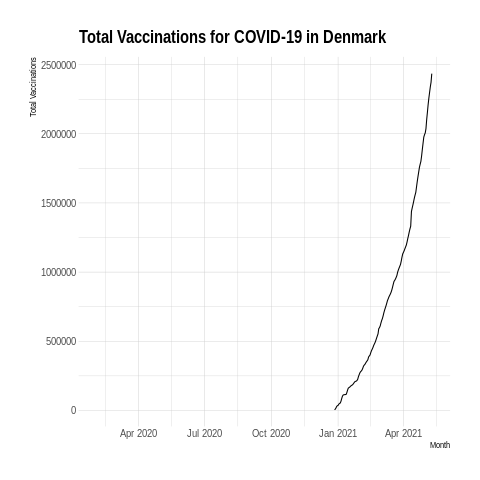 Total Vaccinations for COVID-19 in Denmark
Total Vaccinations
2500000
2000000
1500000
1000000
500000
0
Apr 2020 Jul 2020 Oct 2020 Jan 2021 Apr 2021
Month